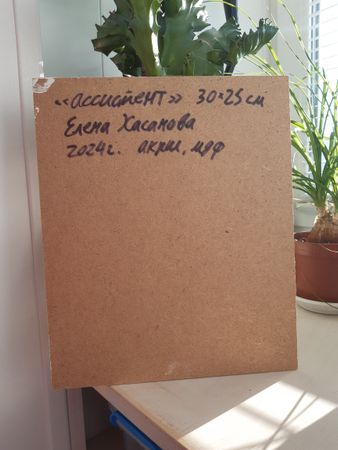 «Ассистент» 30×25 см
Елена Хасанова
2024г. акрил, мдф